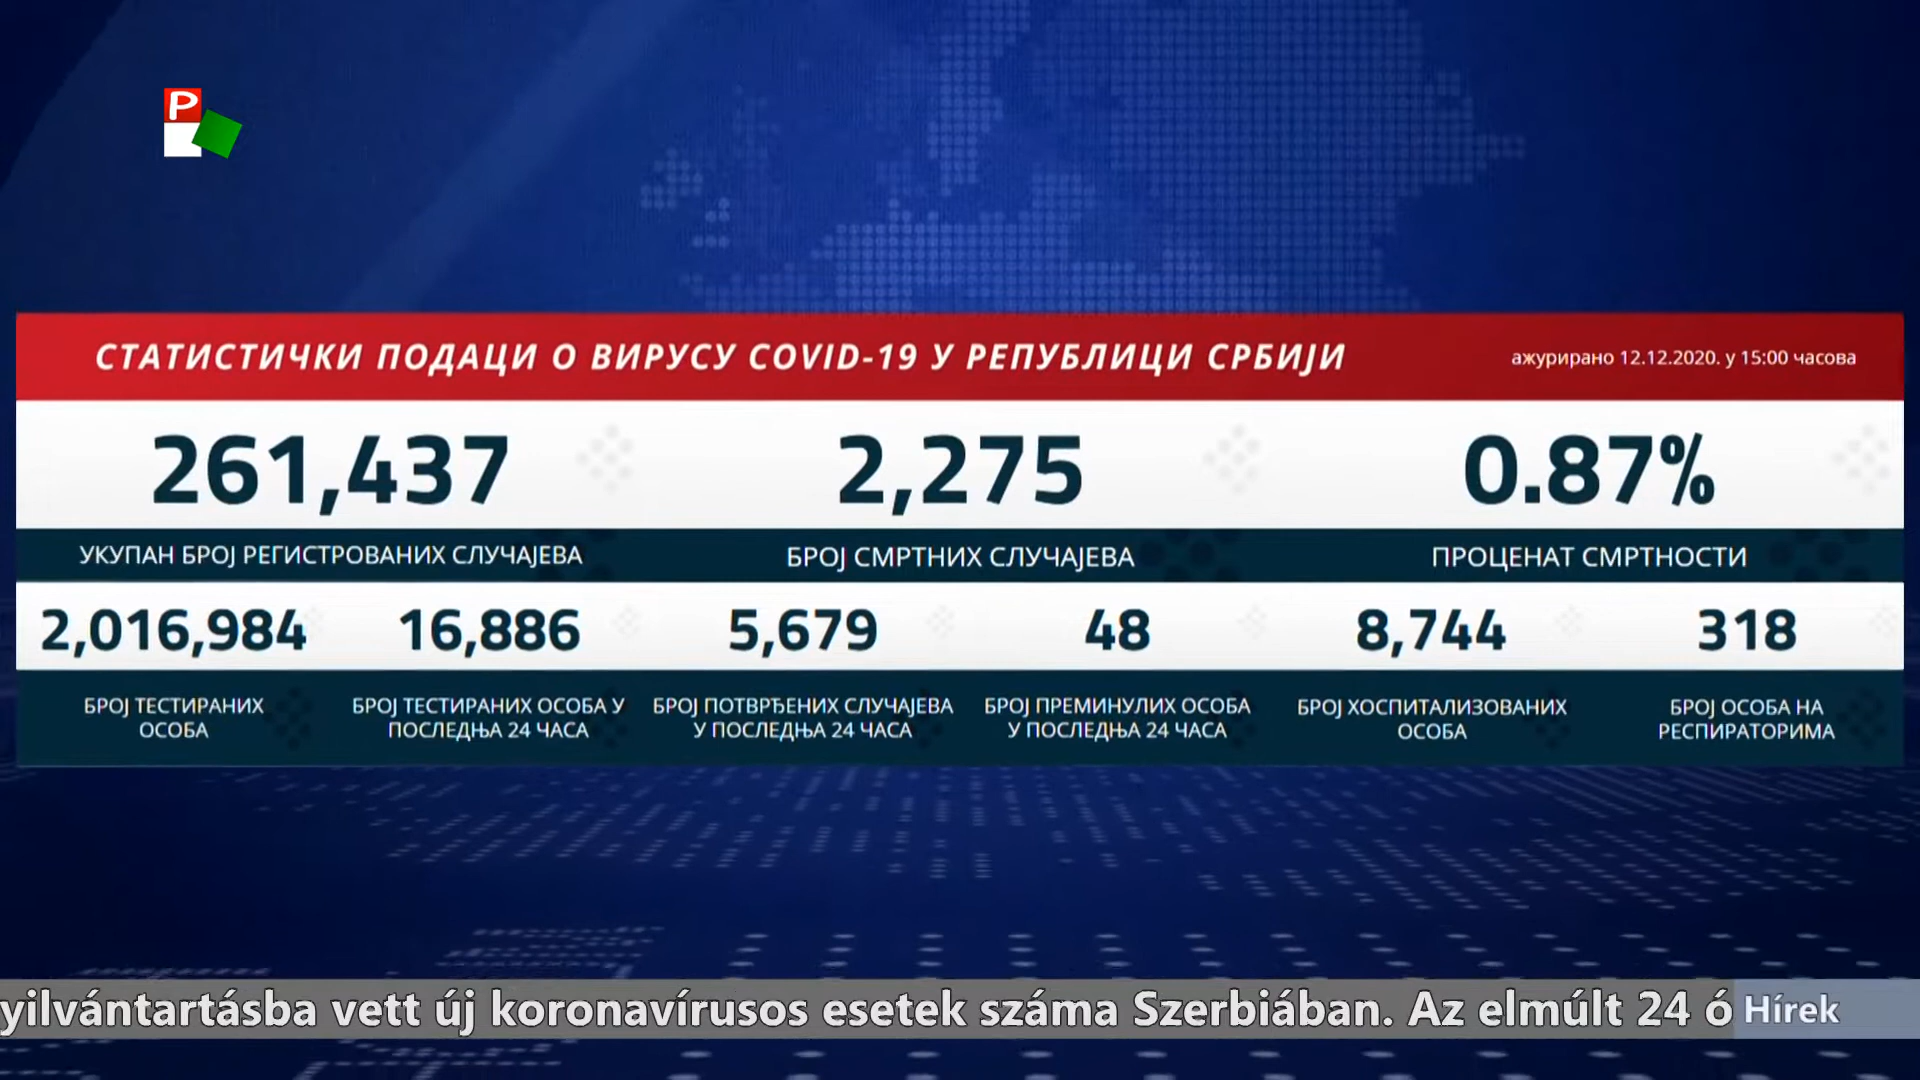 P
СТАТИСТИЧКИ ПОДАЦИ О ВИРУСУ COVID-19 У РЕПУБЛИЦИ СРБИЈИ
ажурирано 12.12.2020. у 15:00 часова
261,437
2,275
0.87%
УКУПАН БРОЈ РЕГИСТРОВАНИХ СЛУЧАЈЕВА
БРОЈ СМРТНИХ СЛУЧАЈЕВА
ПРОЦЕНАТ СМРТНОСТИ
2,016,984
16,886
5,679
48
8,744
318
БРОЈ ТЕСТИРАНИХ
ОСОБА
БРОЈ ТЕСТИРАНИХ ОСОБА У
ПОСЛЕДЊА 24 ЧАСА
БРОЈ ПОТВРЂЕНИХ СЛУЧАЈЕВА
У ПОСЛЕДЊА 24 ЧАСА
БРОЈ ПРЕМИНУЛИХ ОСОБА
У ПОСЛЕДЊА 24 ЧАСА
БРОЈ ХОСПИТАЛИЗОВАНИХ
ОСОБА
БРОЈ ОСОБА НА
РЕСПИРАТОРИМА
yilvántartásba vett új koronavírusos esetek száma Szerbiában. Az elmúlt 24 ó
Hírek